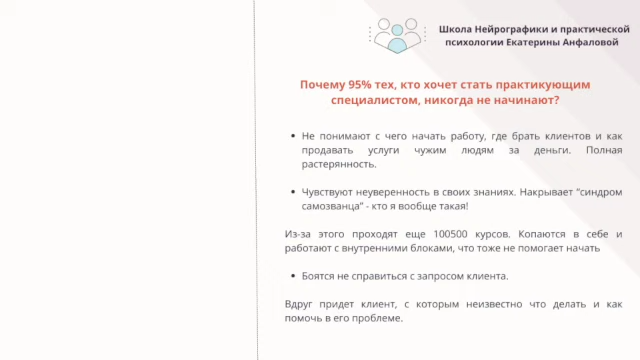 Школа Нейрографики и практической
психологии Екатерины Анфаловой
Почему 95% тех, кто хочет стать практикующим
специалистом, никогда не начинают?
• Не понимают с чего начать работу, где брать клиентов и как
продавать услуги чужим людям за деньги. Полная
растерянность.
• Чувствуют неуверенность в своих знаниях. Накрывает "синдром
самозванца" - кто я вообще такая!
Из-за этого проходят еще 100500 курсов. Копаются в себе и
работают с внутренними блоками, что тоже не помогает начать
• Боятся не справиться с запросом клиента.
Вдруг придет клиент, с которым неизвестно что делать и как
помочь в его проблеме.